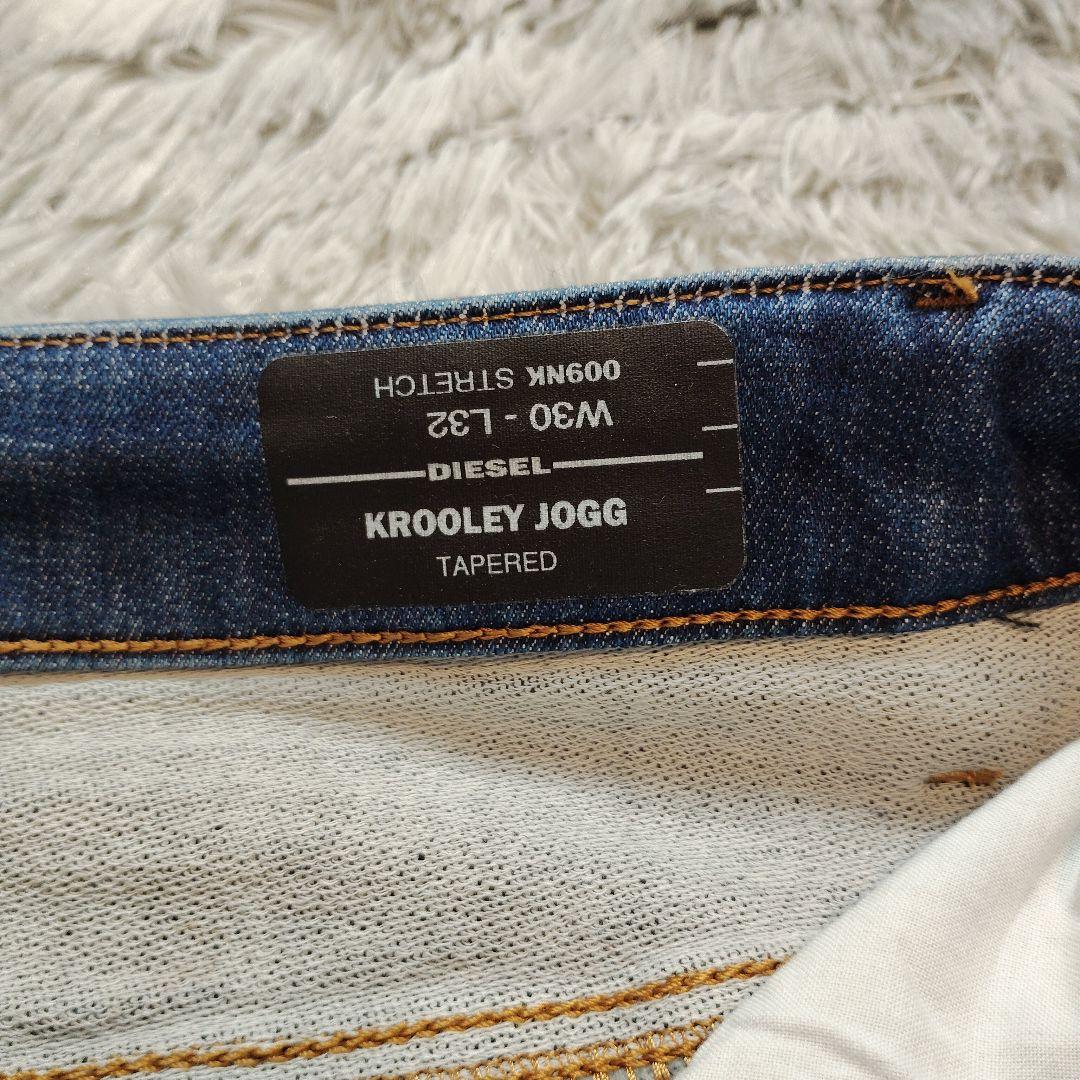 DIESEL
KROOLEY JOGG
TAPERED
W30 - L32
009NK STRETCH